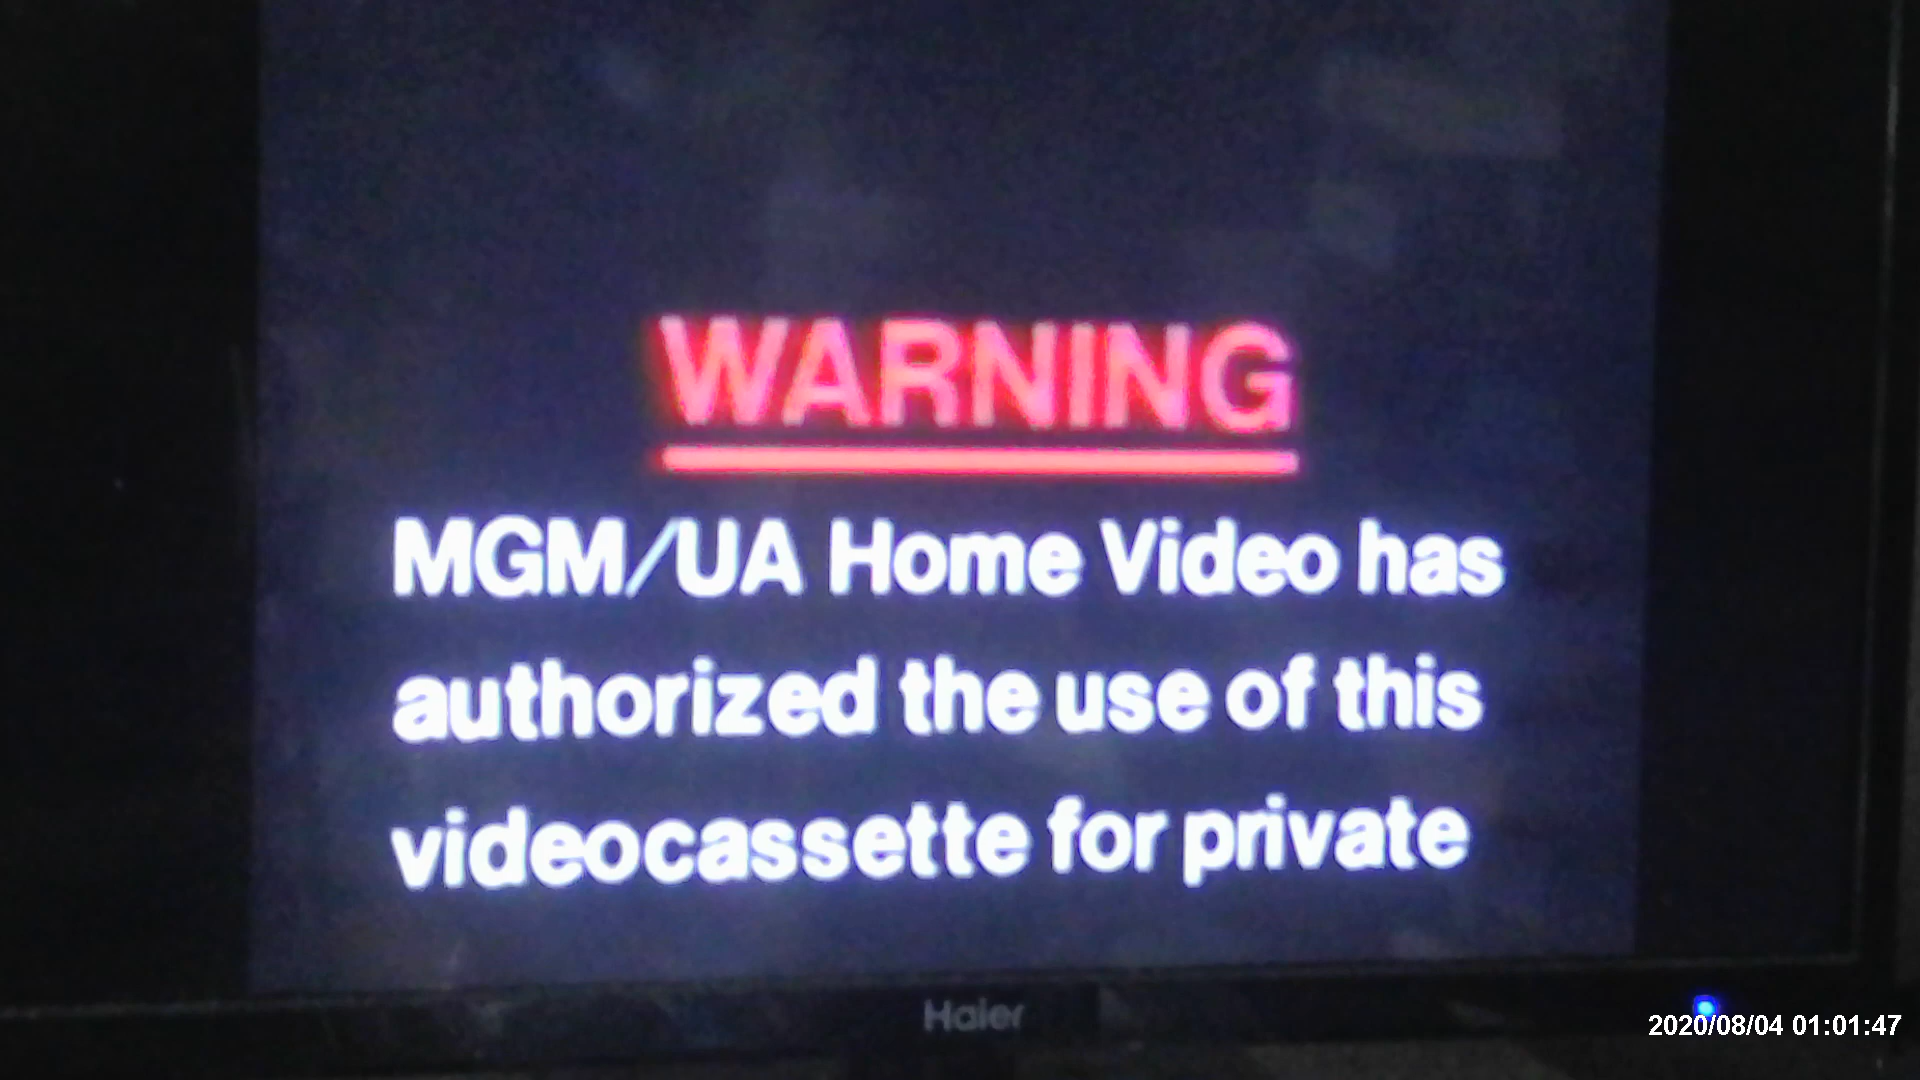 WARNING
MGM/UA Home Video has
authorized the use of this
videocassette for private
Haier
2020/08/04 01:01:47